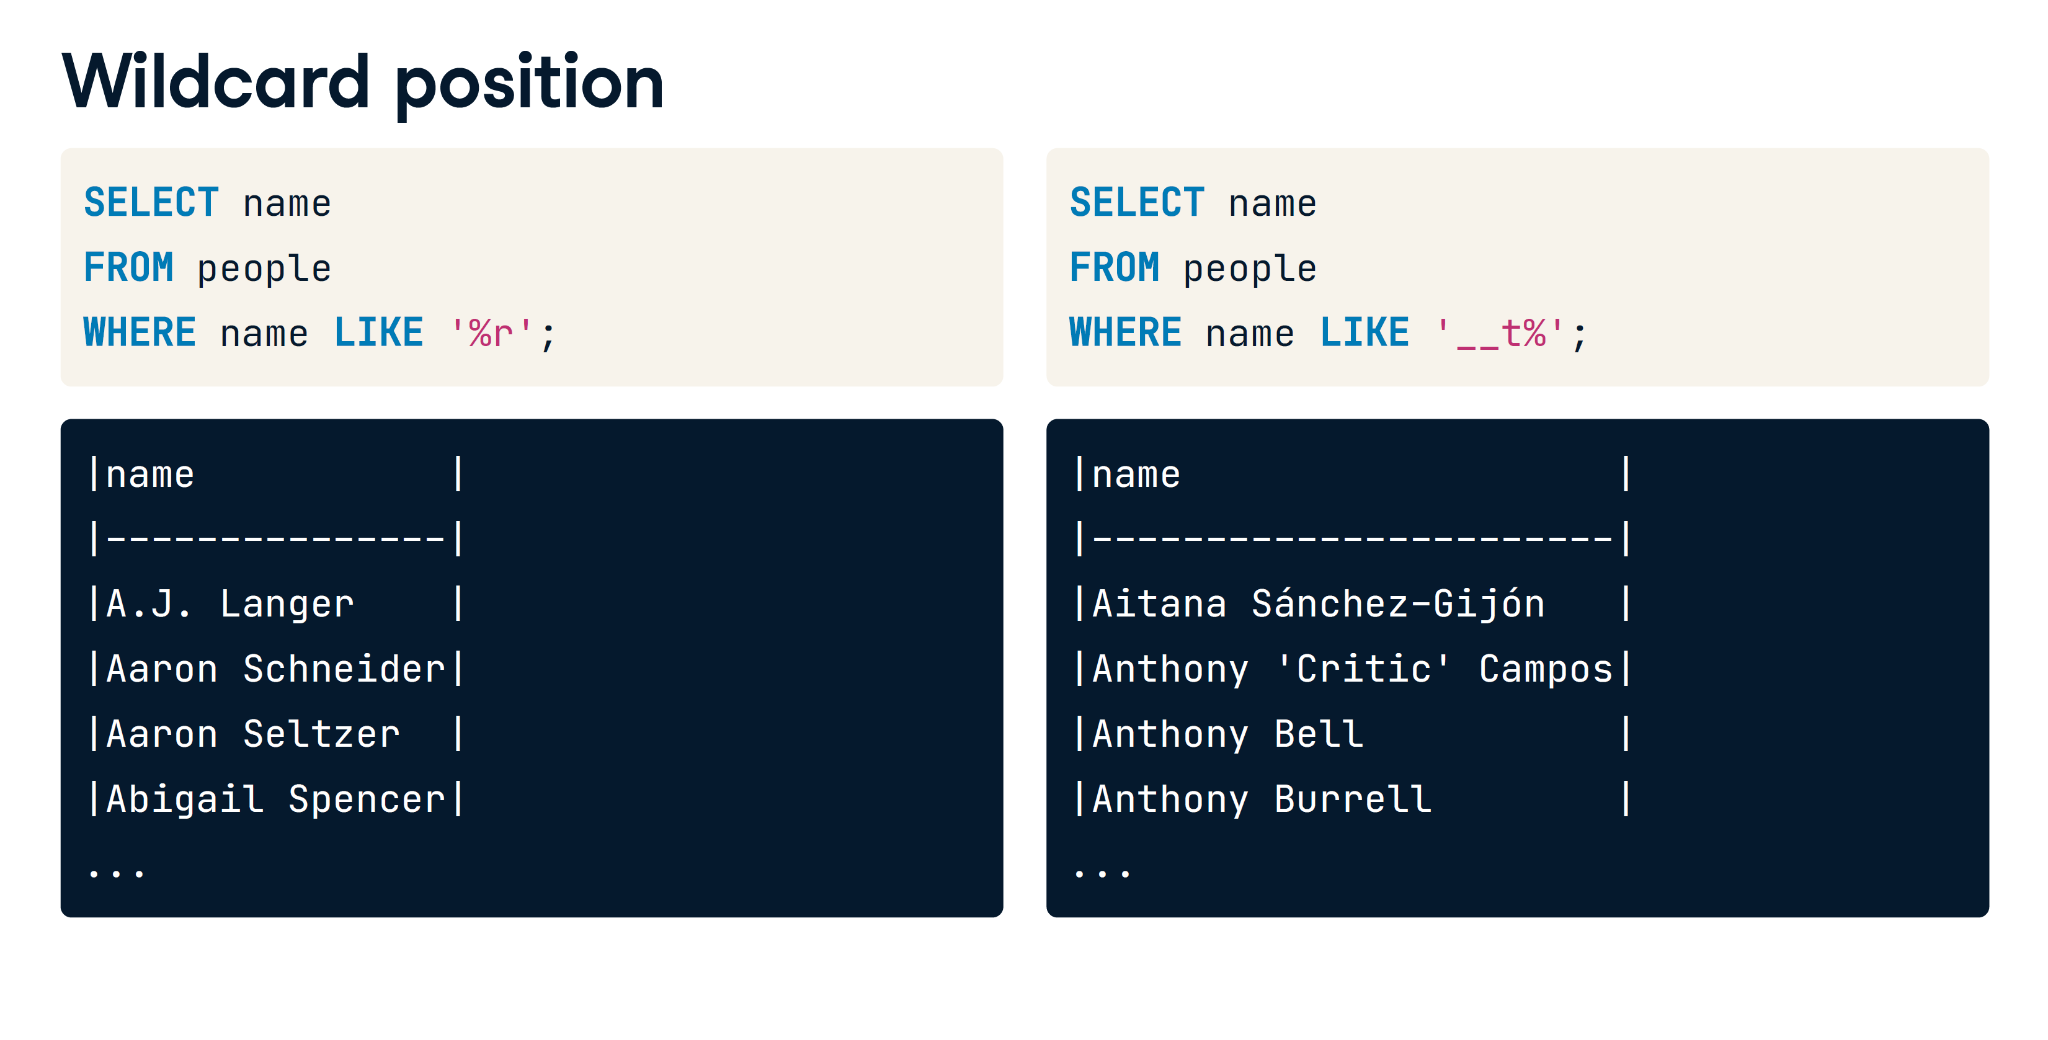 Wildcard position
SELECT name
FROM people
WHERE name LIKE '%r';
|name           |
|---------------|
|A.J. Langer    |
|Aaron Schneider|
|Aaron Seltzer  |
|Abigail Spencer|
...
SELECT name
FROM people
WHERE name LIKE '__t%';
|name                   |
|-----------------------|
|Aitana Sánchez-Gijón   |
|Anthony 'Critic' Campos|
|Anthony Bell           |
|Anthony Burrell        |
...